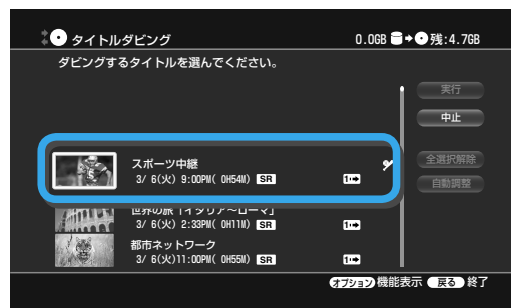 タイトルダビング
0.0GB 残:4.7GB
ダビングするタイトルを選んでください。
実行
中止
全選択解除
自動調整
スポーツ中継
3/ 6(火) 9:00PM( 0H54M) SR 1
世界の旅「イタリア〜ローマ」
3/ 6(火) 2:33PM( 0H11M) SR 1
都市ネットワーク
3/ 6(火)11:00PM( 0H55M) SR 1
オプション 機能表示 戻る 終了